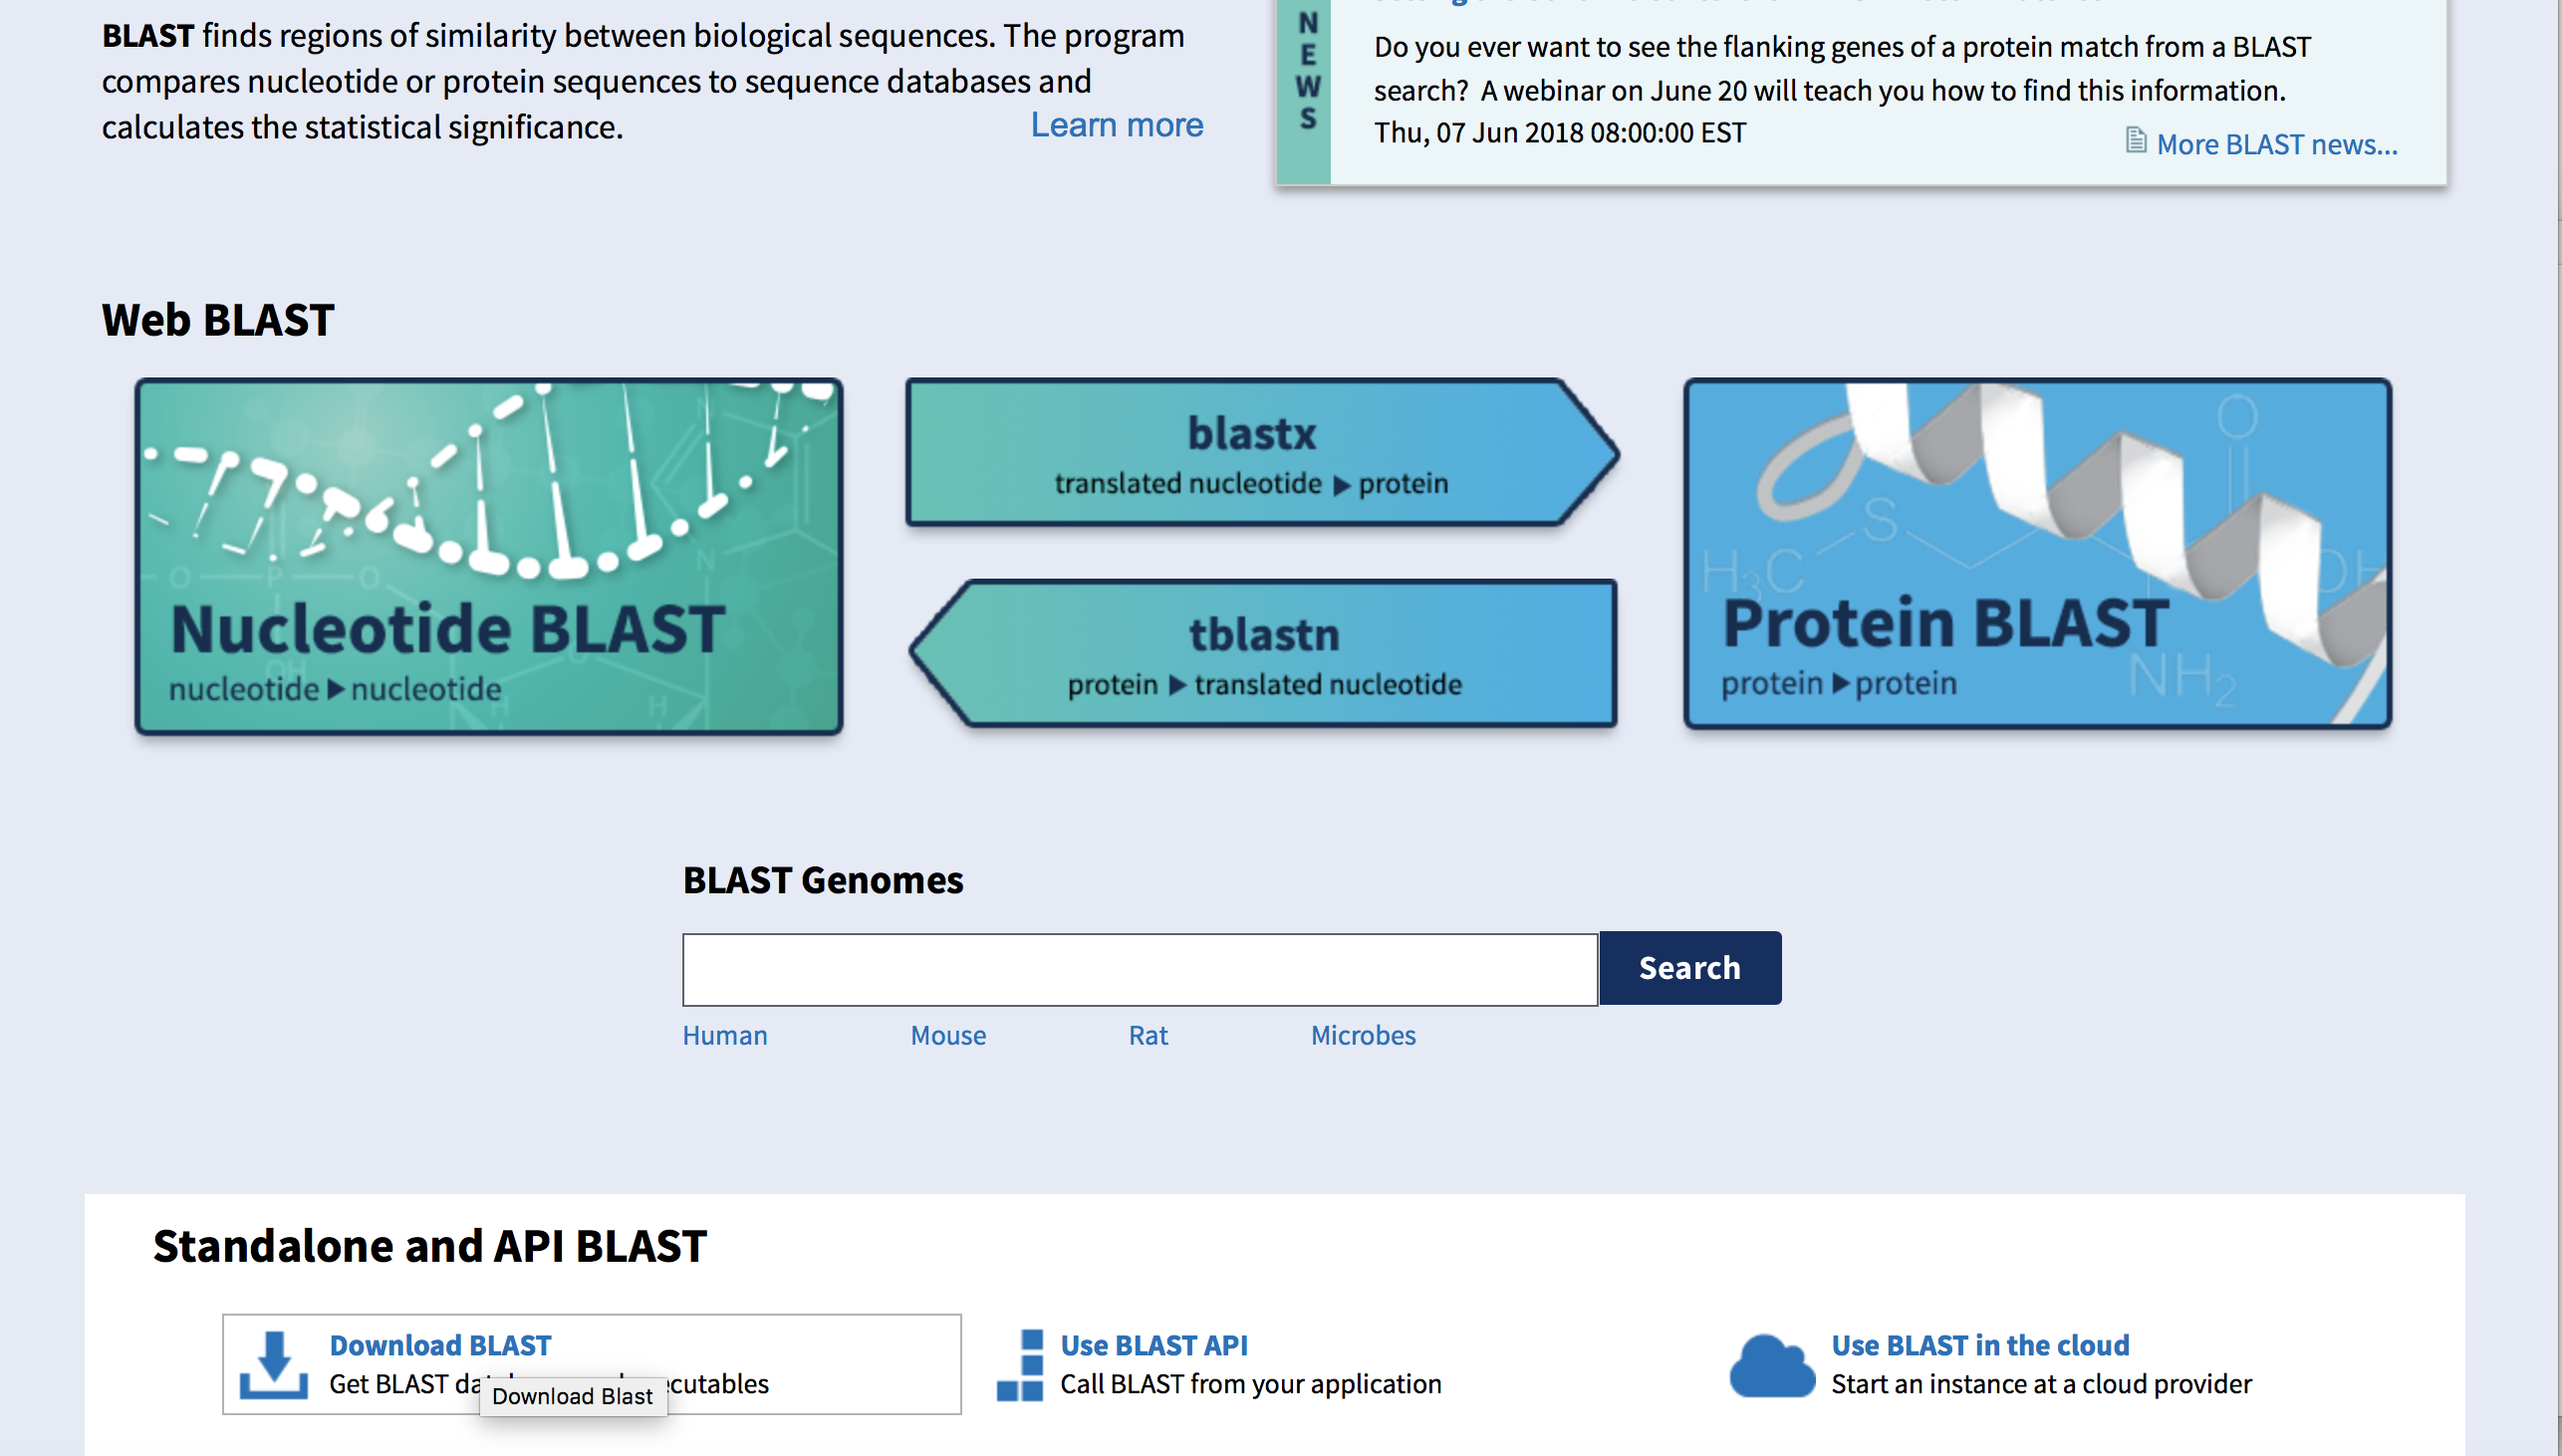 BLAST finds regions of similarity between biological sequences. The program
compares nucleotide or protein sequences to sequence databases and
calculates the statistical significance.
Learn more
N
E
W
S
Do you ever want to see the flanking genes of a protein match from a BLAST
search? A webinar on June 20 will teach you how to find this information.
Thu, 07 Jun 2018 08:00:00 EST
More BLAST news...
Web BLAST
Nucleotide BLAST
nucleotide ▶ nucleotide
blastx
translated nucleotide ▶ protein
tblastn
protein ▶ translated nucleotide
O
S
H3C
OH
NH2
Protein BLAST
protein ▶ protein
O P O
N
N
OH
O
H
H
BLAST Genomes
Search
Human Mouse Rat Microbes
Standalone and API BLAST
Download BLAST
Get BLAST
Download Blast
Use BLAST API
Call BLAST from your application
Use BLAST in the cloud
Start an instance at a cloud provider